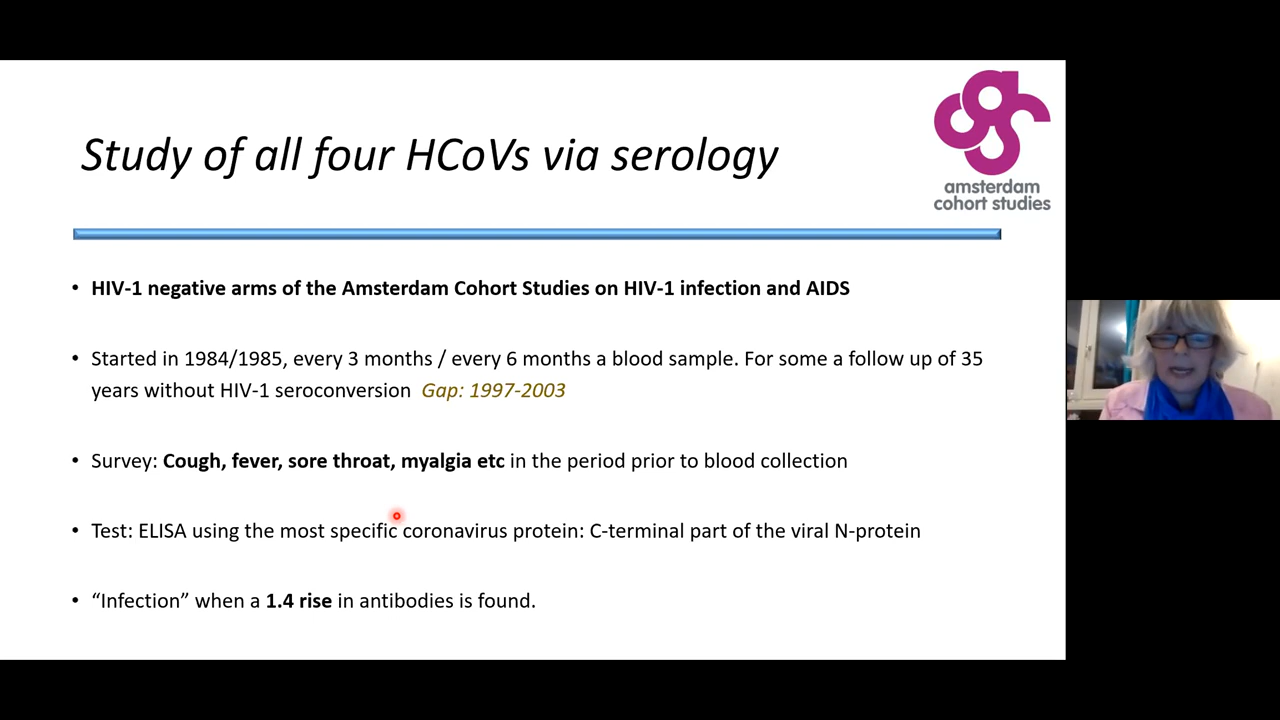 Study of all four HCoVs via serology
amsterdam
cohort studies
• HIV-1 negative arms of the Amsterdam Cohort Studies on HIV-1 infection and AIDS
• Started in 1984/1985, every 3 months / every 6 months a blood sample. For some a follow up of 35
years without HIV-1 seroconversion Gap: 1997-2003
• Survey: Cough, fever, sore throat, myalgia etc in the period prior to blood collection
• Test: ELISA using the most specific coronavirus protein: C-terminal part of the viral N-protein
• “Infection” when a 1.4 rise in antibodies is found.